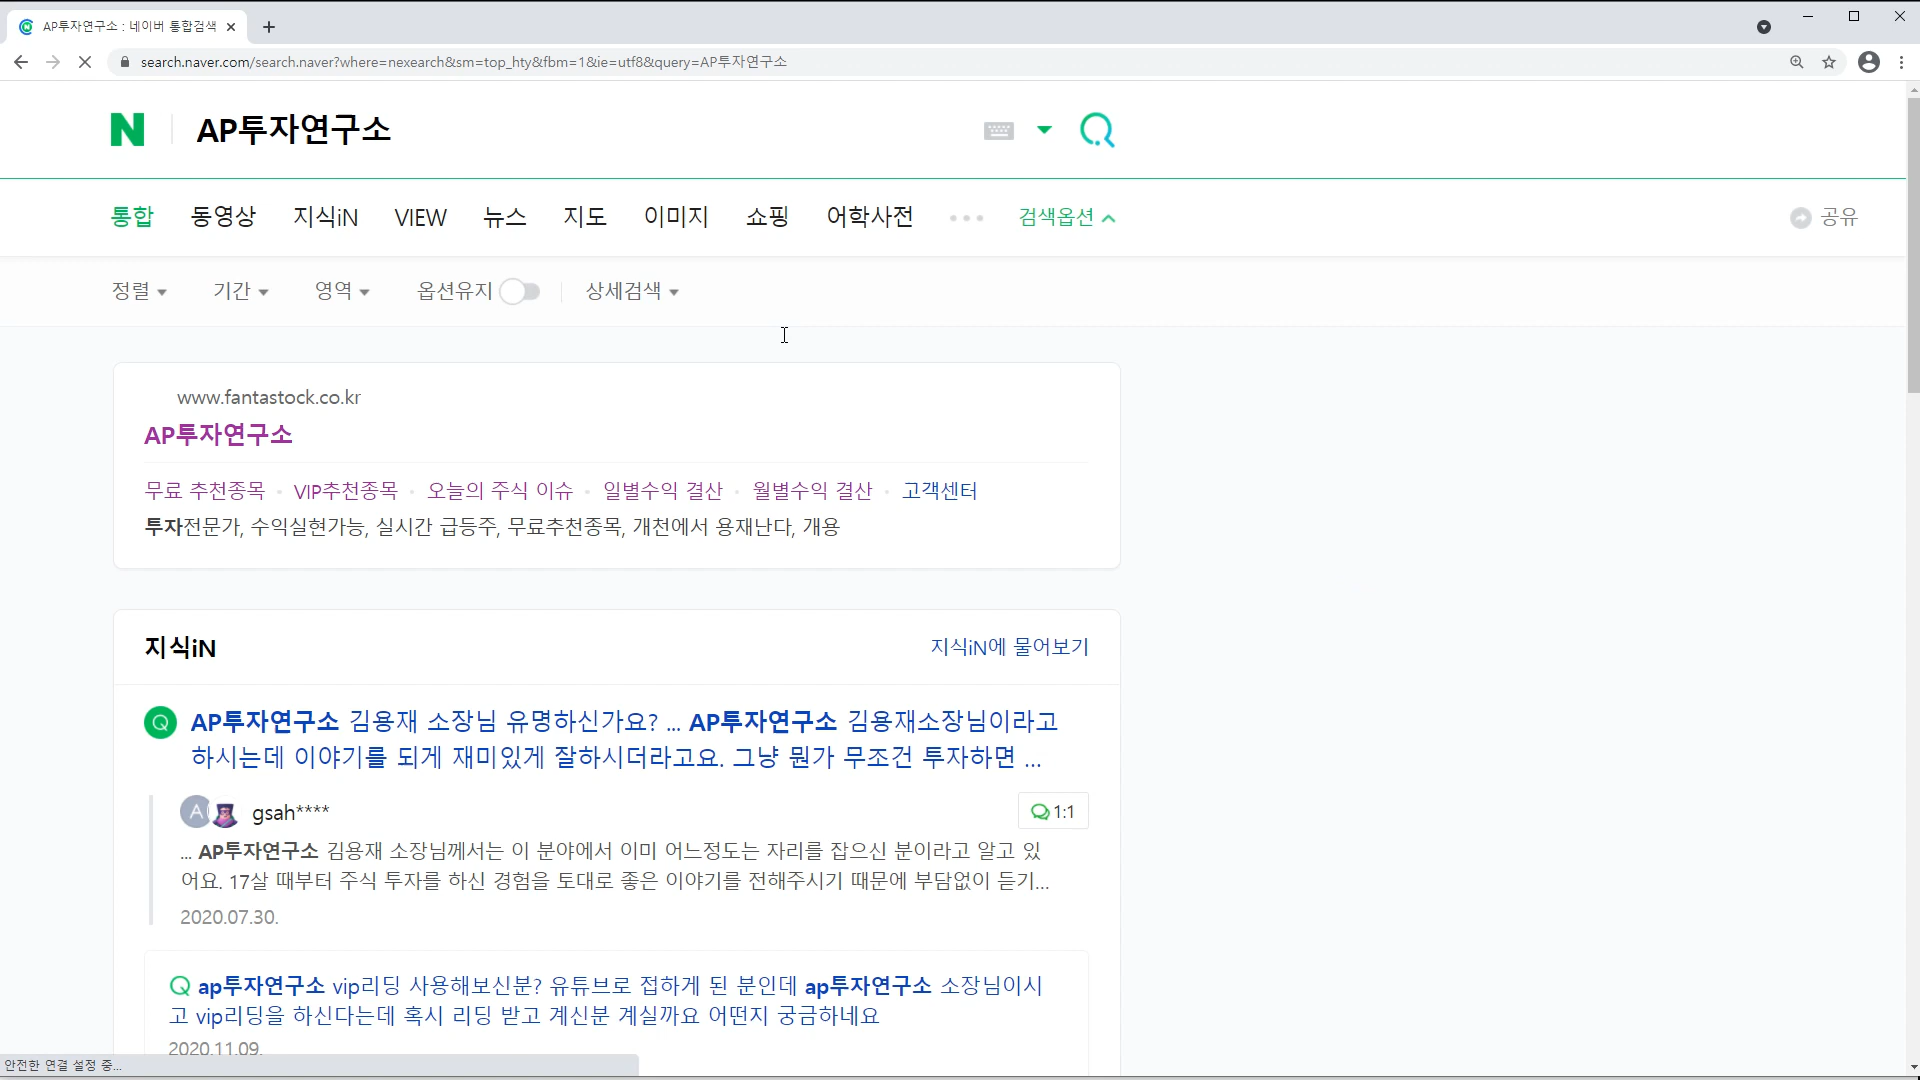 AP투자연구소 : 네이버 통합검색
search.naver.com/search.naver?where=nexearch&sm=top_hty&fbm=1&ie=utf8&query=AP투자연구소
N AP투자연구소
통합 동영상 지식iN VIEW 뉴스 지도 이미지 쇼핑 어학사전 검색옵션 공유
정렬 기간 영역 옵션유지 상세검색
www.fantastock.co.kr
AP투자연구소
무료 추천종목 · VIP추천종목 · 오늘의 주식 이슈 · 일별수익 결산 · 월별수익 결산 · 고객센터
투자전문가, 수익실현가능, 실시간 급등주, 무료추천종목, 개천에서 용재난다, 개용
지식iN 지식iN에 물어보기
Q AP투자연구소 김용재 소장님 유명하신가요? ... AP투자연구소 김용재소장님이라고
하시는데 이야기를 되게 재미있게 잘하시더라고요. 그냥 뭔가 무조건 투자하면 ...
A gsah**** 1:1
... AP투자연구소 김용재 소장님께서는 이 분야에서 이미 어느정도는 자리를 잡으신 분이라고 알고 있
어요. 17살 때부터 주식 투자를 하신 경험을 토대로 좋은 이야기를 전해주시기 때문에 부담없이 듣기...
2020.07.30.
Q ap투자연구소 vip리딩 사용해보신분? 유튜브로 접하게 된 분인데 ap투자연구소 소장님이시
고 vip리딩을 하신다는데 혹시 리딩 받고 계신분 계실까요 어떤지 궁금하네요
2020.11.09.
안전한 연결 설정 중...